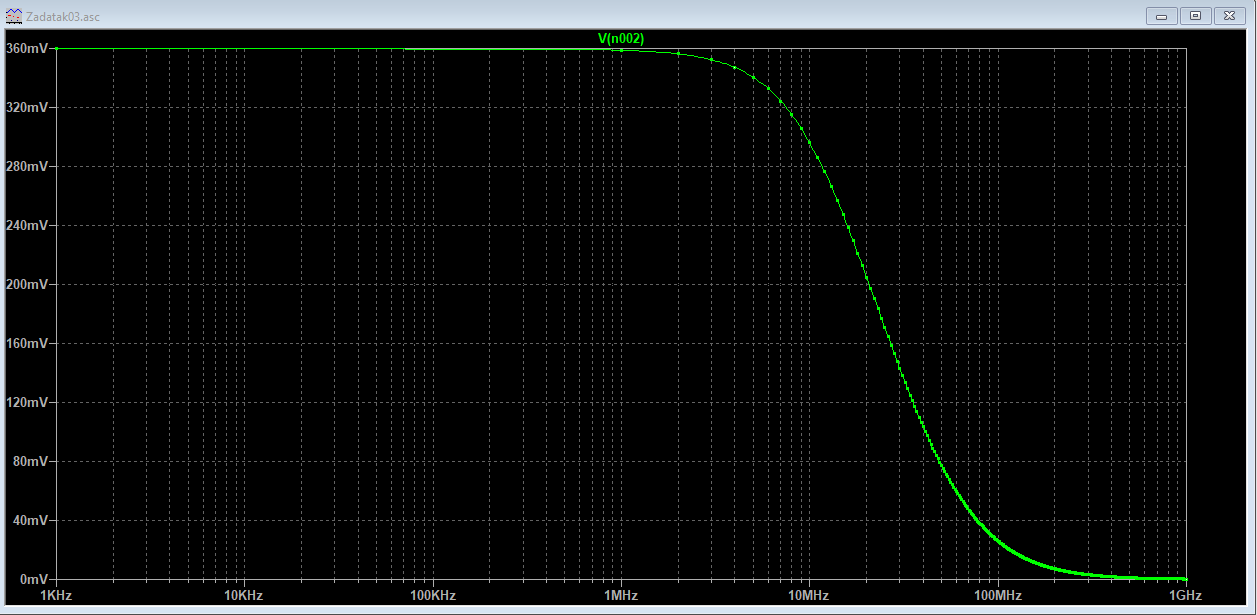 Zadatak03.asc
V(n002)
360mV
320mV
280mV
240mV
200mV
160mV
120mV
80mV
40mV
0mV
1KHz 10KHz 100KHz 1MHz 10MHz 100MHz 1GHz